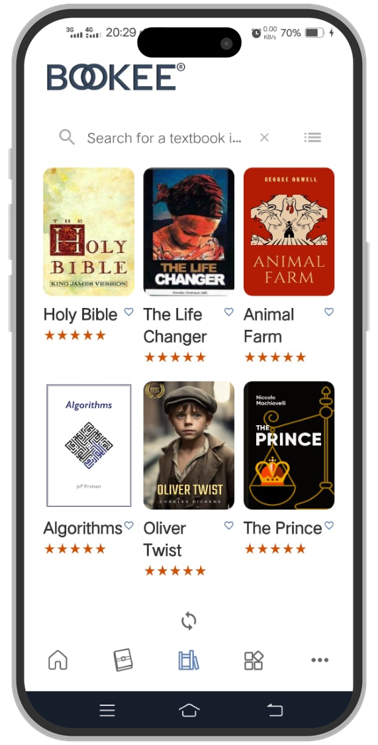 3G 4G 20:29 0.00 KB/s 70%
BOOKEE®
Search for a textbook i...
THE
HOLY
BIBLE
KING JAMES VERSION
THE LIFE
CHANGER
GEORGE ORWELL
ANIMAL
FARM
Holy Bible
The Life
Changer
Animal
Farm
Algorithms
Jeff Erickson
OLIVER TWIST
CHARLES DICKENS
Niccolo
Machiavelli
THE
PRINCE
Algorithms
Oliver
Twist
The Prince